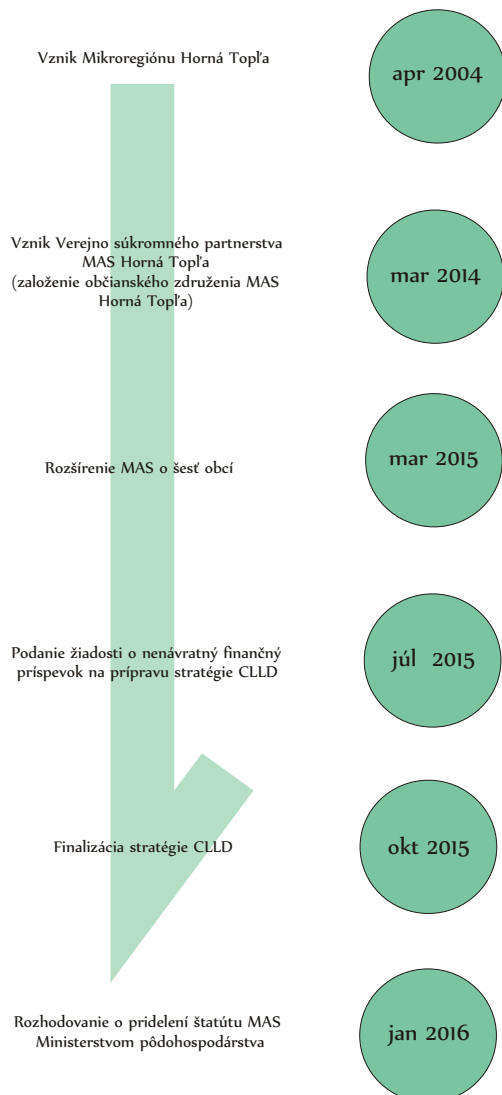 Vznik Mikroregiónu Horná Topľa
apr 2004
Vznik Verejno súkromného partnerstva
MAS Horná Topľa
(založenie občianského združenia MAS
Horná Topľa)
mar 2014
Rozšírenie MAS o šesť obcí
mar 2015
Podanie žiadosti o nenávratný finančný
príspevok na prípravu stratégie CLLD
júl 2015
Finalizácia stratégie CLLD
okt 2015
Rozhodovanie o pridelení štatútu MAS
Ministerstvom pôdohospodárstva
jan 2016